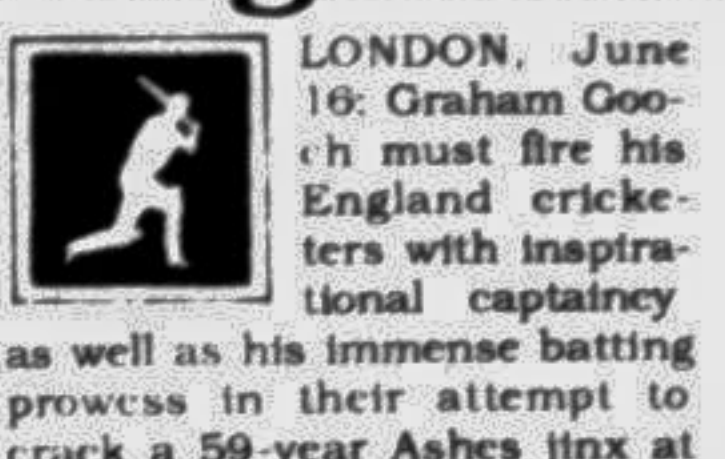 LONDON, June
16: Graham Goo-
ch must fire his
England cricke-
ters with inspira-
tional captaincy
as well as his immense batting
prowess in their attempt to
crack a 59-year Ashes jinx at